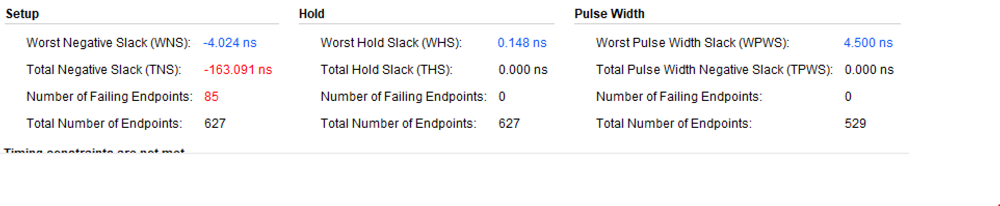 Setup
Worst Negative Slack (WNS): -4.024 ns
Total Negative Slack (TNS): -163.091 ns
Number of Failing Endpoints: 85
Total Number of Endpoints: 627
Hold
Worst Hold Slack (WHS): 0.148 ns
Total Hold Slack (THS): 0.000 ns
Number of Failing Endpoints: 0
Total Number of Endpoints: 627
Pulse Width
Worst Pulse Width Slack (WPWS): 4.500 ns
Total Pulse Width Negative Slack (TPWS): 0.000 ns
Number of Failing Endpoints: 0
Total Number of Endpoints: 529
Timing constraints are not met